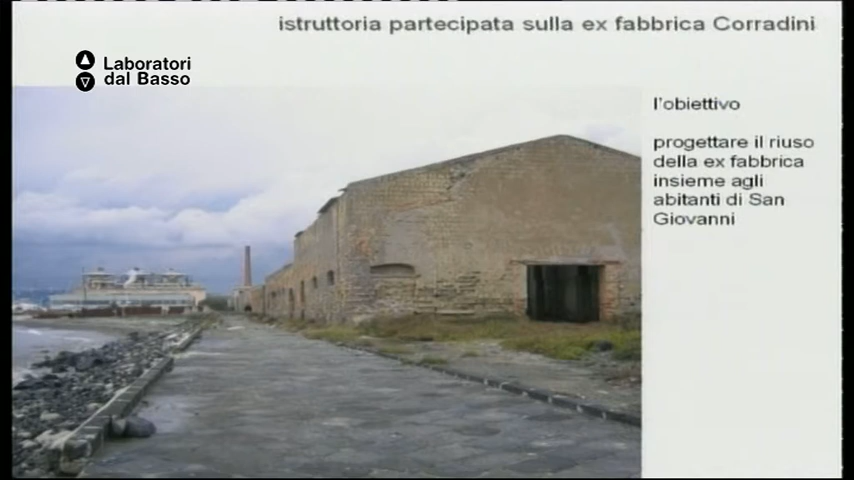 istruttoria partecipata sulla ex fabbrica Corradini
Laboratori
dal Basso
l'obiettivo
progettare il riuso
della ex fabbrica
insieme agli
abitanti di San
Giovanni